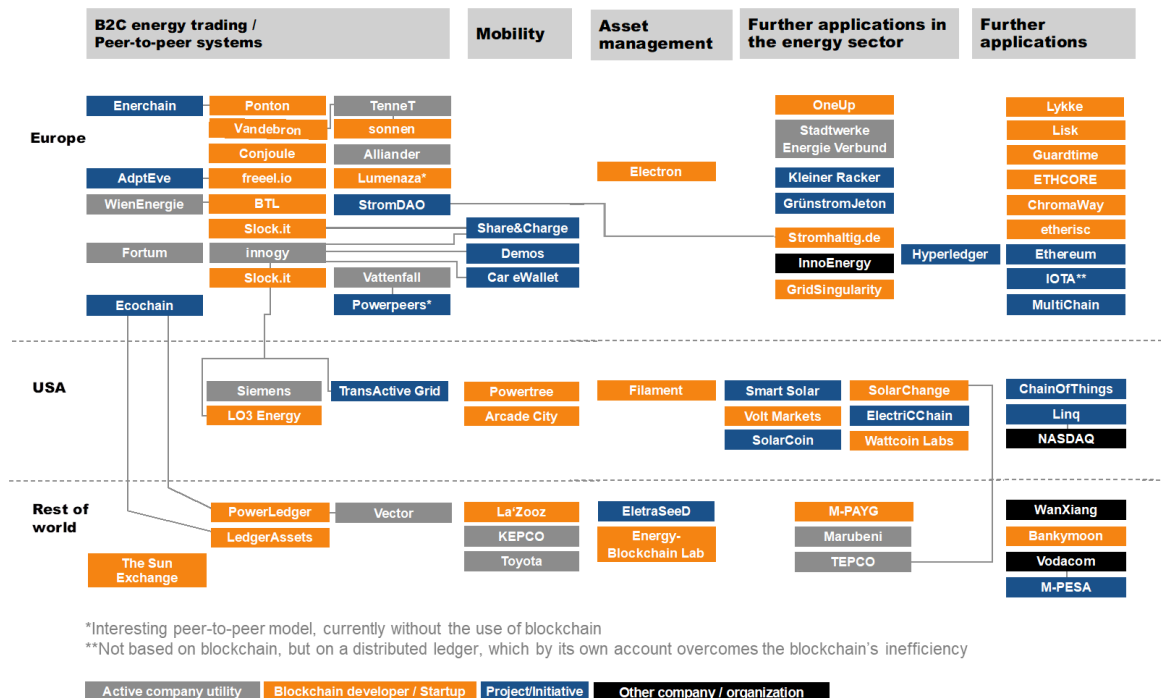 B2C energy trading /
Peer-to-peer systems
Mobility
Asset
management
Further applications in
the energy sector
Further
applications
Europe
Enerchain
Ponton
TenneT
Vandebron
sonnen
Conjoule
Alliander
AdptEve
freeel.io
Lumenaza*
WienEnergie
BTL
StromDAO
Slock.it
Fortum
innogy
Slock.it
Vattenfall
Ecochain
Powerpeers*
Share&Charge
Demos
Car eWallet
Electron
OneUp
Stadtwerke
Energie Verbund
Kleiner Racker
GrünstromJeton
Stromhaltig.de
InnoEnergy
GridSingularity
Hyperledger
Lykke
Lisk
Guardtime
ETHCORE
ChromaWay
etherisc
Ethereum
IOTA**
MultiChain
USA
Siemens
TransActive Grid
LO3 Energy
Powertree
Arcade City
Filament
Smart Solar
Volt Markets
SolarCoin
SolarChange
ElectriCChain
Wattcoin Labs
ChainOfThings
Linq
NASDAQ
Rest of
world
PowerLedger
Vector
LedgerAssets
The Sun
Exchange
La‘Zooz
KEPCO
Toyota
EletraSeeD
Energy-
Blockchain Lab
M-PAYG
Marubeni
TEPCO
WanXiang
Bankymoon
Vodacom
M-PESA
*Interesting peer-to-peer model, currently without the use of blockchain
**Not based on blockchain, but on a distributed ledger, which by its own account overcomes the blockchain’s inefficiency
Active company utility
Blockchain developer / Startup
Project/Initiative
Other company / organization